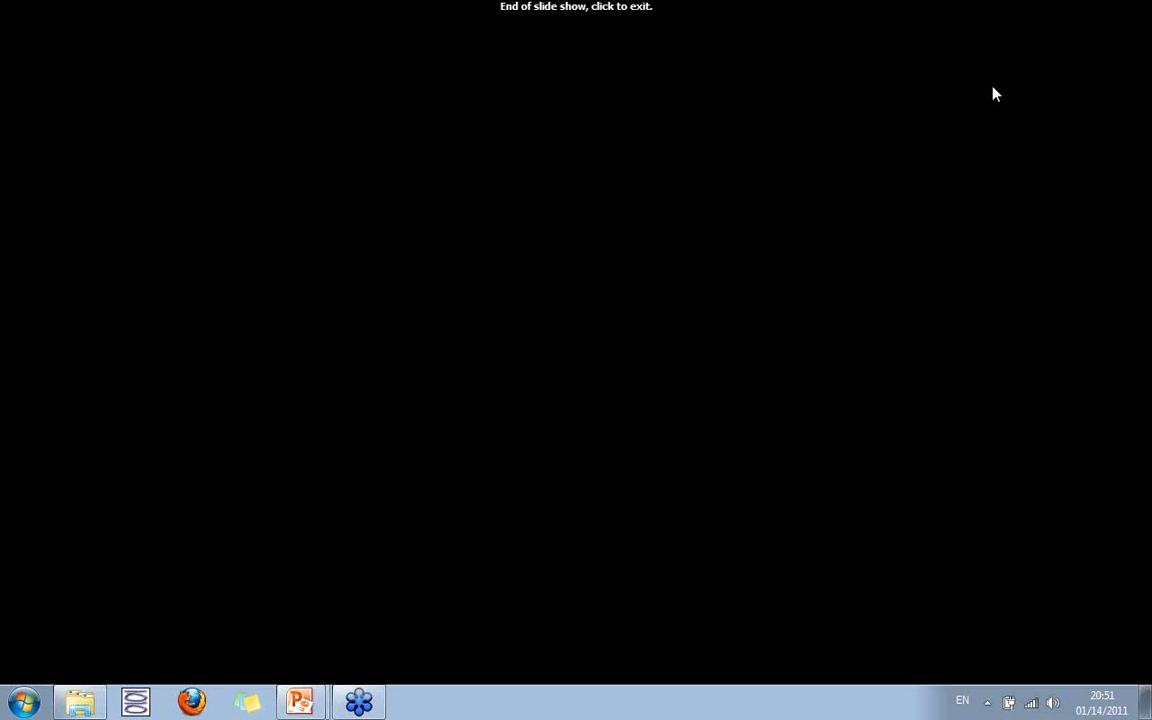 End of slide show, click to exit.
EN
20:51
01/14/2011